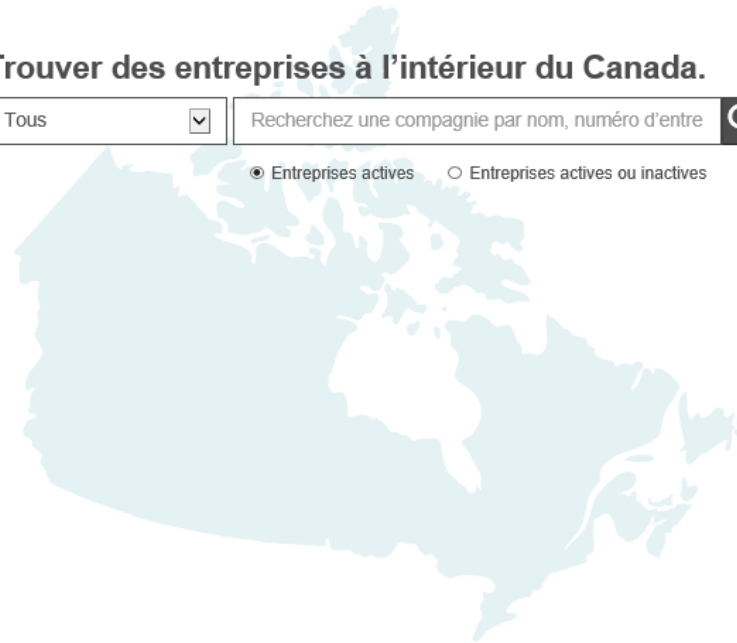 Trouver des entreprises à l'intérieur du Canada.
Tous Recherchez une compagnie par nom, numéro d'entre
Entreprises actives Entreprises actives ou inactives